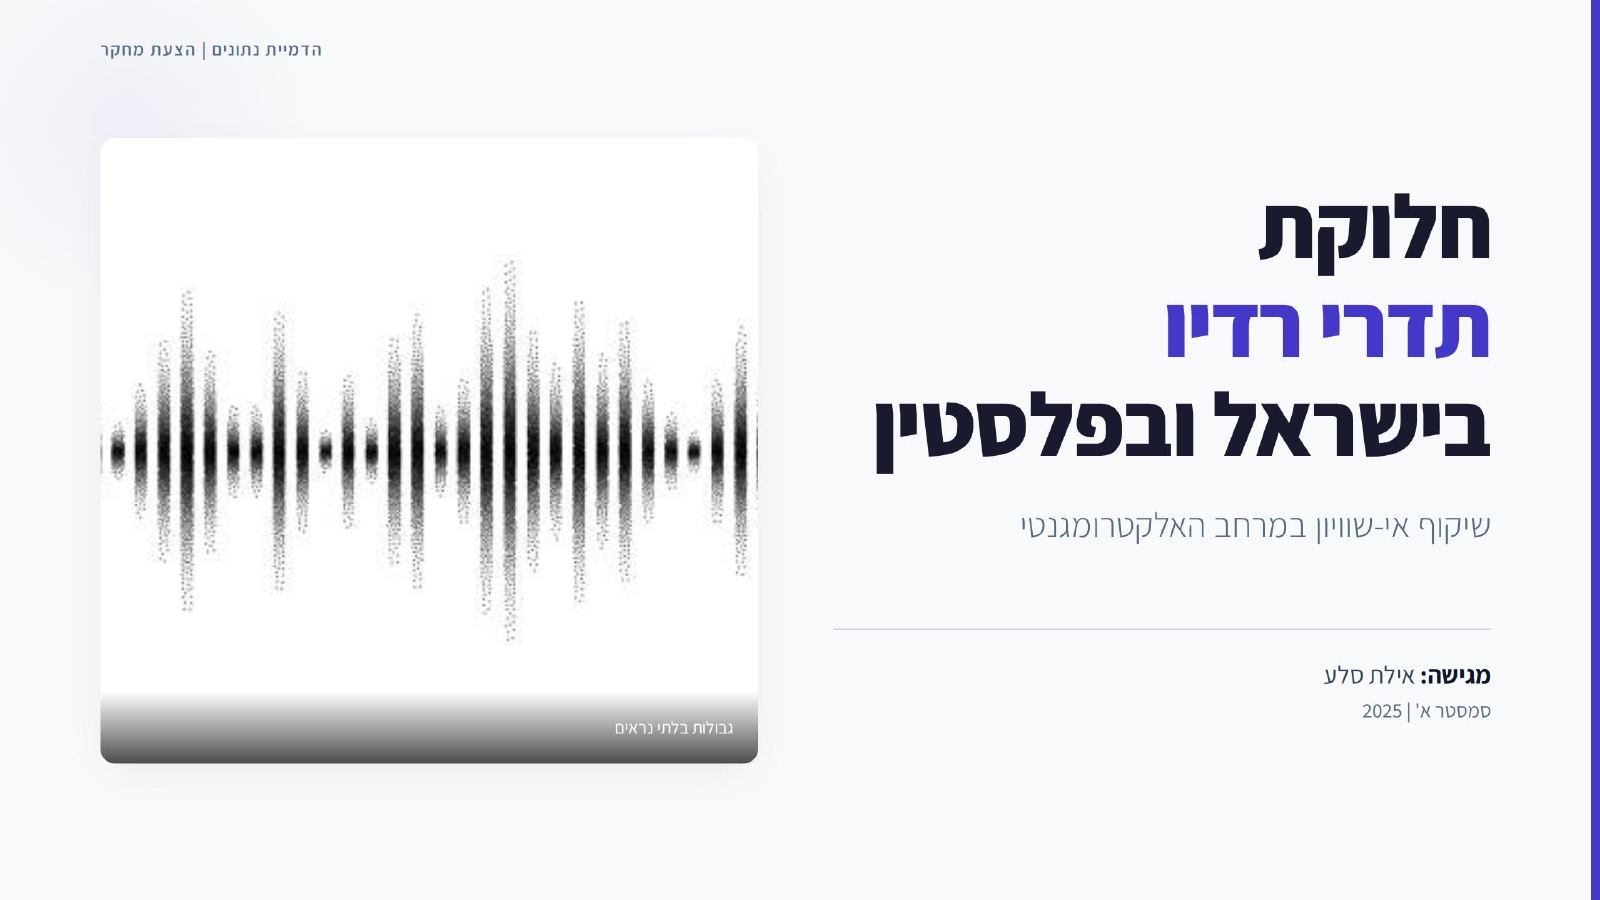 הדמיית נתונים | הצעת מחקר
חלוקת
תדרי רדיו
בישראל ובפלסטין
שיקוף אי-שוויון במרחב האלקטרומגנטי
מגישה: אילת סלע
סמסטר א' | 2025
גבולות בלתי נראים